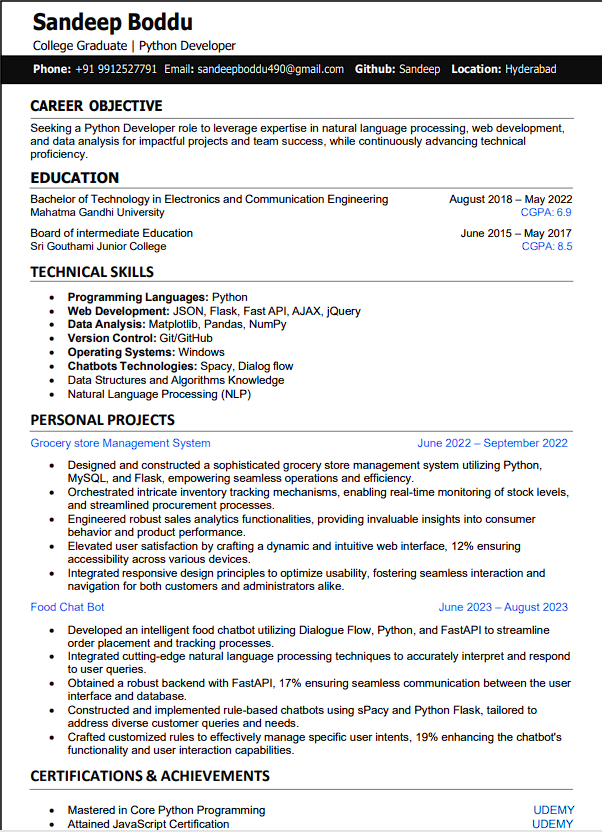 Sandeep Boddu
College Graduate | Python Developer
Phone: +91 9912527791 Email: sandeepboddu490@gmail.com Github: Sandeep Location: Hyderabad
CAREER OBJECTIVE
Seeking a Python Developer role to leverage expertise in natural language processing, web development,
and data analysis for impactful projects and team success, while continuously advancing technical
proficiency.
EDUCATION
Bachelor of Technology in Electronics and Communication Engineering August 2018 – May 2022
Mahatma Gandhi University CGPA: 6.9
Board of intermediate Education June 2015 – May 2017
Sri Gouthami Junior College CGPA: 8.5
TECHNICAL SKILLS
• Programming Languages: Python
• Web Development: JSON, Flask, Fast API, AJAX, jQuery
• Data Analysis: Matplotlib, Pandas, NumPy
• Version Control: Git/GitHub
• Operating Systems: Windows
• Chatbots Technologies: Spacy, Dialog flow
• Data Structures and Algorithms Knowledge
• Natural Language Processing (NLP)
PERSONAL PROJECTS
Grocery store Management System June 2022 – September 2022
• Designed and constructed a sophisticated grocery store management system utilizing Python,
MySQL, and Flask, empowering seamless operations and efficiency.
• Orchestrated intricate inventory tracking mechanisms, enabling real-time monitoring of stock levels,
and streamlined procurement processes.
• Engineered robust sales analytics functionalities, providing invaluable insights into consumer
behavior and product performance.
• Elevated user satisfaction by crafting a dynamic and intuitive web interface, 12% ensuring
accessibility across various devices.
• Integrated responsive design principles to optimize usability, fostering seamless interaction and
navigation for both customers and administrators alike.
Food Chat Bot June 2023 – August 2023
• Developed an intelligent food chatbot utilizing Dialogue Flow, Python, and FastAPI to streamline
order placement and tracking processes.
• Integrated cutting-edge natural language processing techniques to accurately interpret and respond
to user queries.
• Obtained a robust backend with FastAPI, 17% ensuring seamless communication between the user
interface and database.
• Constructed and implemented rule-based chatbots using sPacy and Python Flask, tailored to
address diverse customer queries and needs.
• Crafted customized rules to effectively manage specific user intents, 19% enhancing the chatbot's
functionality and user interaction capabilities.
CERTIFICATIONS & ACHIEVEMENTS
• Mastered in Core Python Programming UDEMY
• Attained JavaScript Certification UDEMY